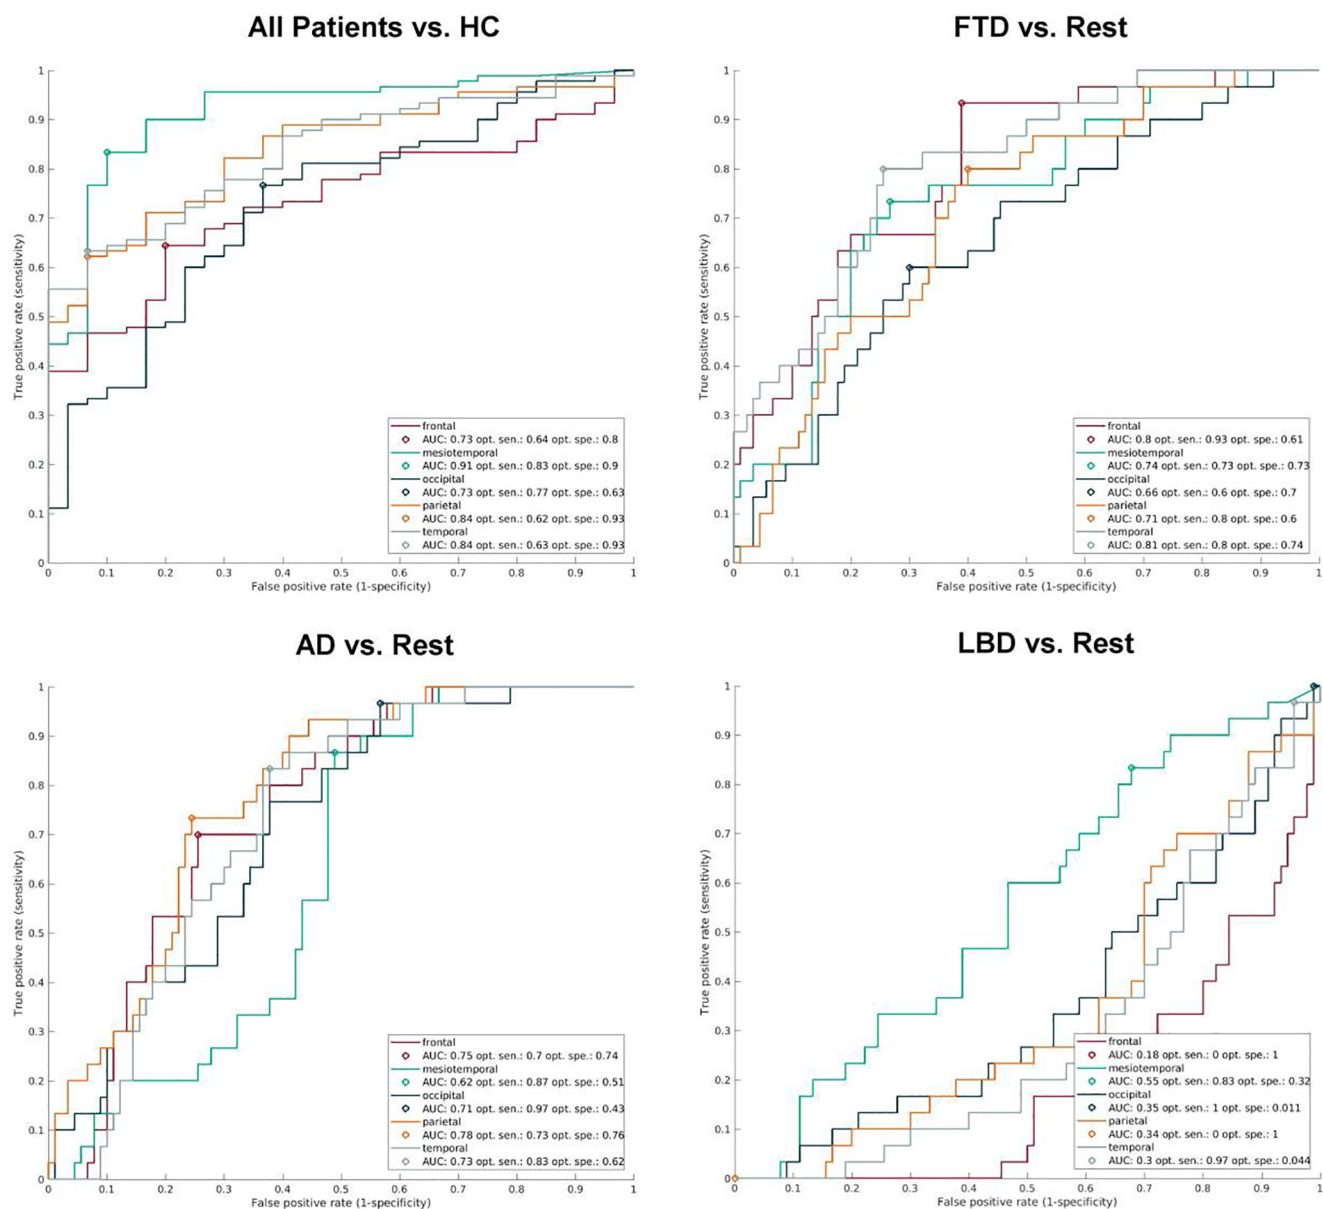 All Patients vs. HC
1
0.9
0.8
0.7
0.6
0.5
0.4
0.3
0.2
0.1
0
True positive rate (sensitivity)
frontal
AUC: 0.73 opt. sen.: 0.64 opt. spe.: 0.8
mesiotemporal
AUC: 0.91 opt. sen.: 0.83 opt. spe.: 0.9
occipital
AUC: 0.73 opt. sen.: 0.77 opt. spe.: 0.63
parietal
AUC: 0.84 opt. sen.: 0.62 opt. spe.: 0.93
temporal
AUC: 0.84 opt. sen.: 0.63 opt. spe.: 0.93
0 0.1 0.2 0.3 0.4 0.5 0.6 0.7 0.8 0.9 1
False positive rate (1-specificity)
FTD vs. Rest
1
0.9
0.8
0.7
0.6
0.5
0.4
0.3
0.2
0.1
0
True positive rate (sensitivity)
frontal
AUC: 0.8 opt. sen.: 0.93 opt. spe.: 0.61
mesiotemporal
AUC: 0.74 opt. sen.: 0.73 opt. spe.: 0.73
occipital
AUC: 0.66 opt. sen.: 0.6 opt. spe.: 0.7
parietal
AUC: 0.71 opt. sen.: 0.8 opt. spe.: 0.6
temporal
AUC: 0.81 opt. sen.: 0.8 opt. spe.: 0.74
0 0.1 0.2 0.3 0.4 0.5 0.6 0.7 0.8 0.9 1
False positive rate (1-specificity)
AD vs. Rest
1
0.9
0.8
0.7
0.6
0.5
0.4
0.3
0.2
0.1
0
True positive rate (sensitivity)
frontal
AUC: 0.75 opt. sen.: 0.7 opt. spe.: 0.74
mesiotemporal
AUC: 0.62 opt. sen.: 0.87 opt. spe.: 0.51
occipital
AUC: 0.71 opt. sen.: 0.97 opt. spe.: 0.43
parietal
AUC: 0.78 opt. sen.: 0.73 opt. spe.: 0.76
temporal
AUC: 0.73 opt. sen.: 0.83 opt. spe.: 0.62
0 0.1 0.2 0.3 0.4 0.5 0.6 0.7 0.8 0.9 1
False positive rate (1-specificity)
LBD vs. Rest
1
0.9
0.8
0.7
0.6
0.5
0.4
0.3
0.2
0.1
0
True positive rate (sensitivity)
frontal
AUC: 0.18 opt. sen.: 0 opt. spe.: 1
mesiotemporal
AUC: 0.55 opt. sen.: 0.83 opt. spe.: 0.32
occipital
AUC: 0.35 opt. sen.: 1 opt. spe.: 0.011
parietal
AUC: 0.34 opt. sen.: 0 opt. spe.: 1
temporal
AUC: 0.3 opt. sen.: 0.97 opt. spe.: 0.044
0 0.1 0.2 0.3 0.4 0.5 0.6 0.7 0.8 0.9 1
False positive rate (1-specificity)